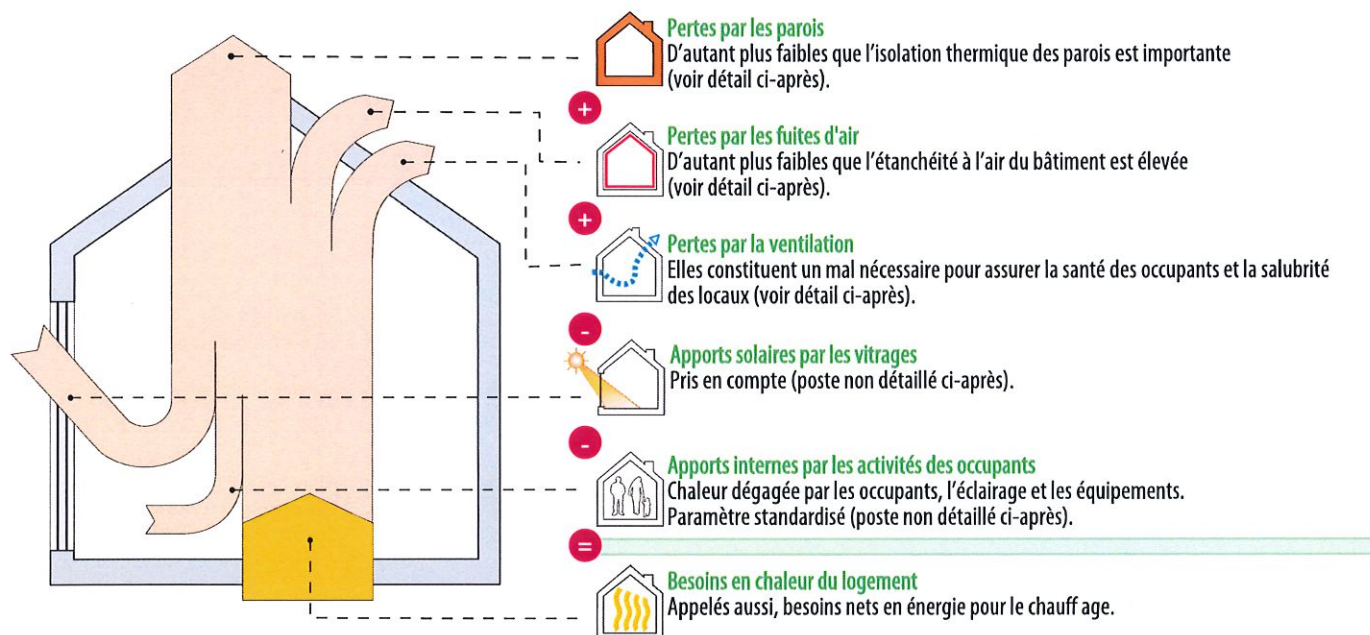 Pertes par les parois
D'autant plus faibles que l'isolation thermique des parois est importante
(voir détail ci-après).
+
Pertes par les fuites d'air
D'autant plus faibles que l'étanchéité à l'air du bâtiment est élevée
(voir détail ci-après).
+
Pertes par la ventilation
Elles constituent un mal nécessaire pour assurer la santé des occupants et la salubrité
des locaux (voir détail ci-après).
-
Apports solaires par les vitrages
Pris en compte (poste non détaillé ci-après).
-
Apports internes par les activités des occupants
Chaleur dégagée par les occupants, l'éclairage et les équipements.
Paramètre standardisé (poste non détaillé ci-après).
=
Besoins en chaleur du logement
Appelés aussi, besoins nets en énergie pour le chauff age.